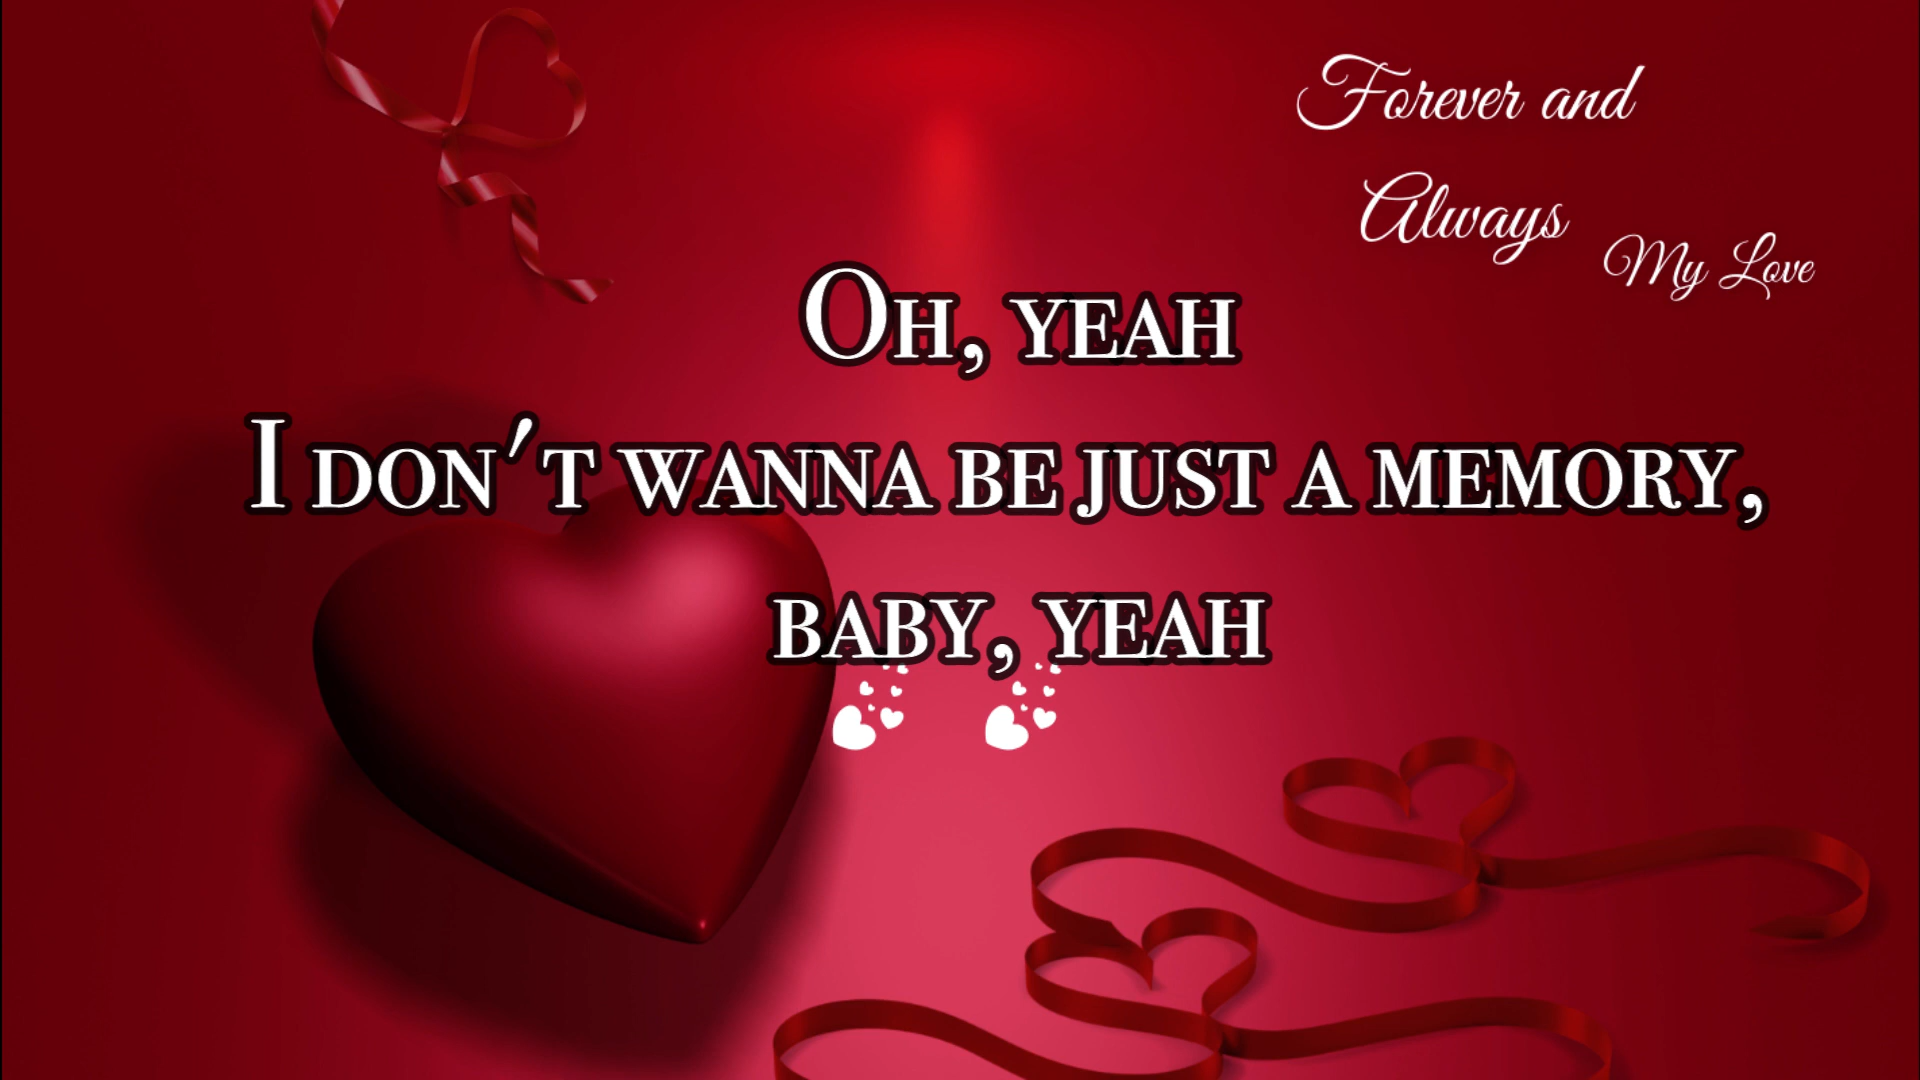 Forever and
Always
My Love
Oh, yeah
I don't wanna be just a memory,
baby, yeah